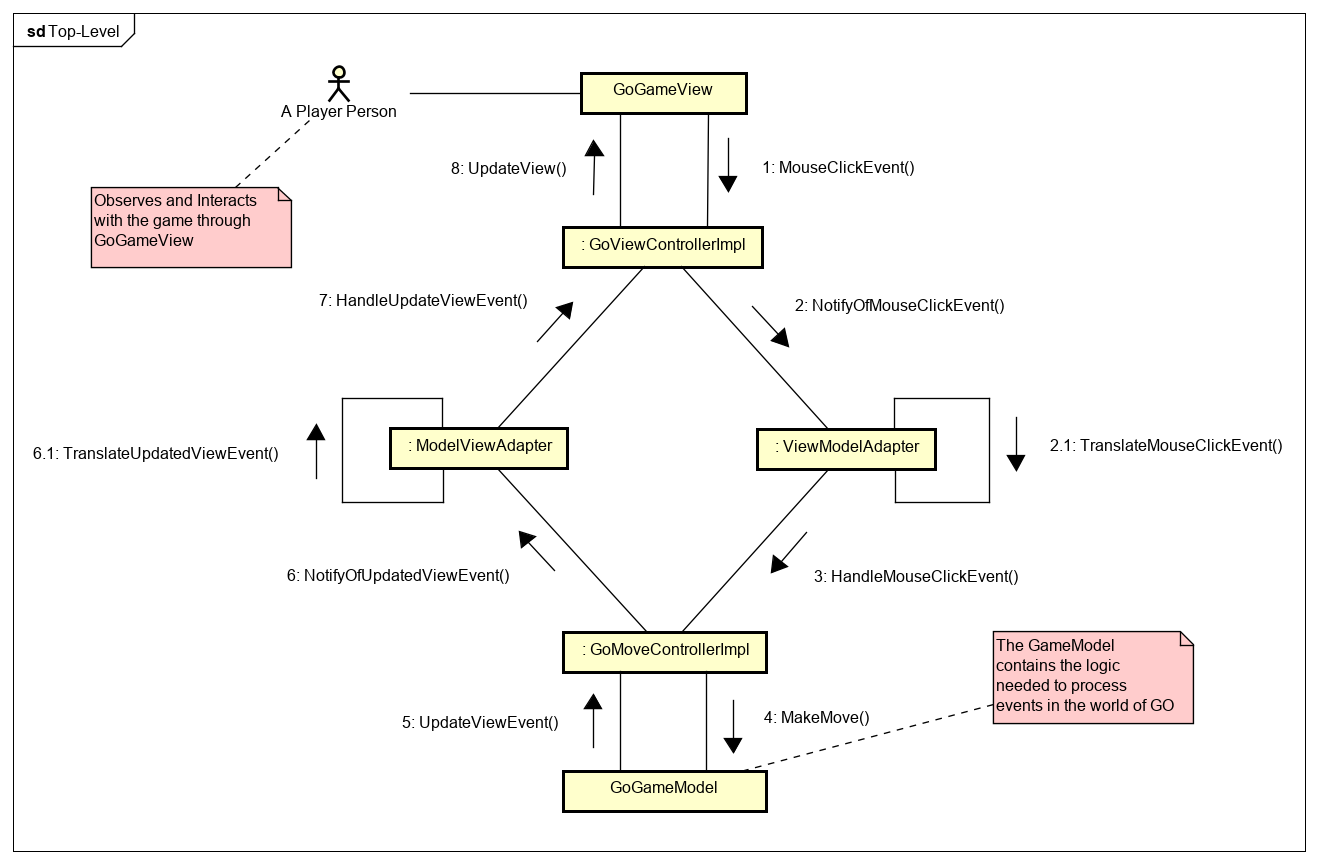 sd Top-Level
A Player Person
GoGameView
8: UpdateView()
1: MouseClickEvent()
Observes and Interacts
with the game through
GoGameView
: GoViewControllerImpl
7: HandleUpdateViewEvent()
2: NotifyOfMouseClickEvent()
6.1: TranslateUpdatedViewEvent()
: ModelViewAdapter
: ViewModelAdapter
2.1: TranslateMouseClickEvent()
6: NotifyOfUpdatedViewEvent()
3: HandleMouseClickEvent()
: GoMoveControllerImpl
The GameModel
contains the logic
needed to process
events in the world of GO
5: UpdateViewEvent()
4: MakeMove()
GoGameModel